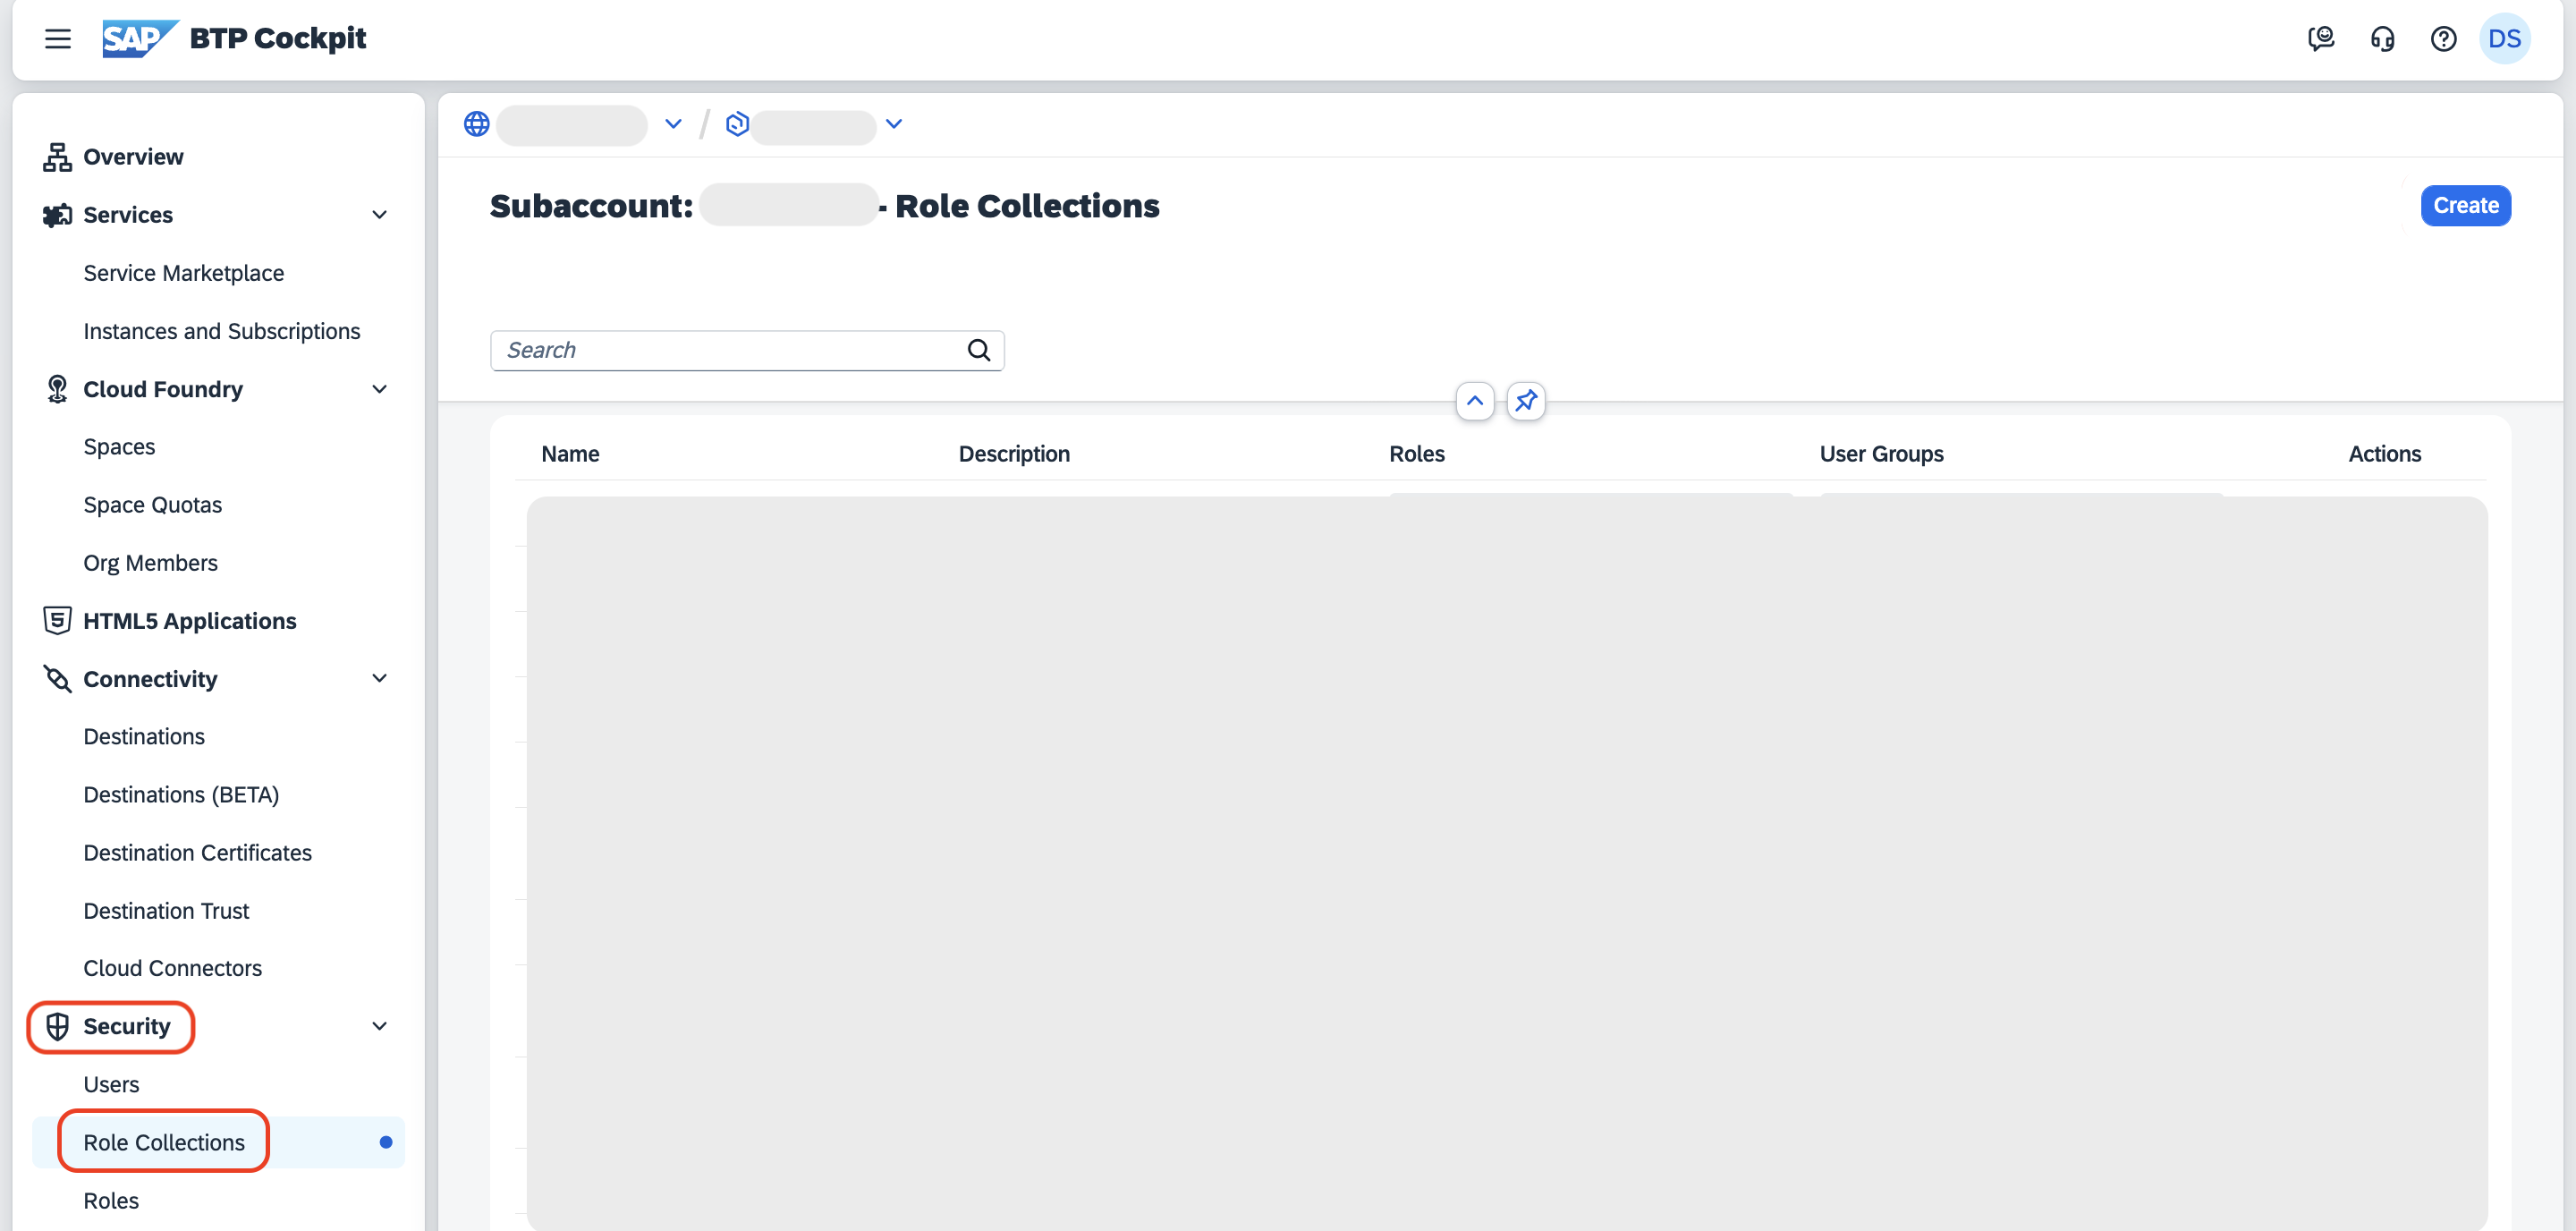 SAP BTP Cockpit
DS
Overview
Services
Service Marketplace
Instances and Subscriptions
Cloud Foundry
Spaces
Space Quotas
Org Members
5 HTML5 Applications
Connectivity
Destinations
Destinations (BETA)
Destination Certificates
Destination Trust
Cloud Connectors
Security
Users
Role Collections
Roles
/
Subaccount: - Role Collections
Create
Search
Name Description Roles User Groups Actions